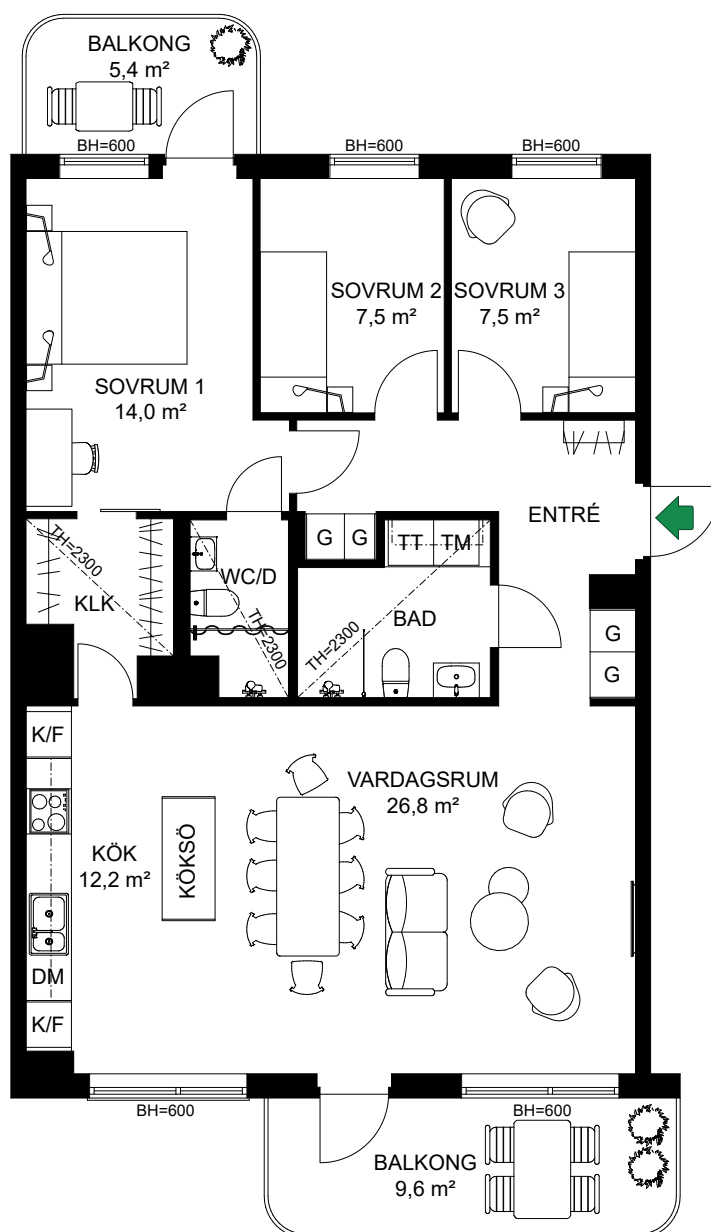 BALKONG
5,4 m²
BH=600
BH=600
BH=600
SOVRUM 2
7,5 m²
SOVRUM 3
7,5 m²
SOVRUM 1
14,0 m²
ENTRÉ
G G
TT TM
TH=2300
KLK
WC/D
TH=2300
BAD
TH=2300
G
G
K/F
VARDAGSRUM
26,8 m²
KÖK
12,2 m²
KÖKSÖ
DM
K/F
BH=600
BH=600
BALKONG
9,6 m²